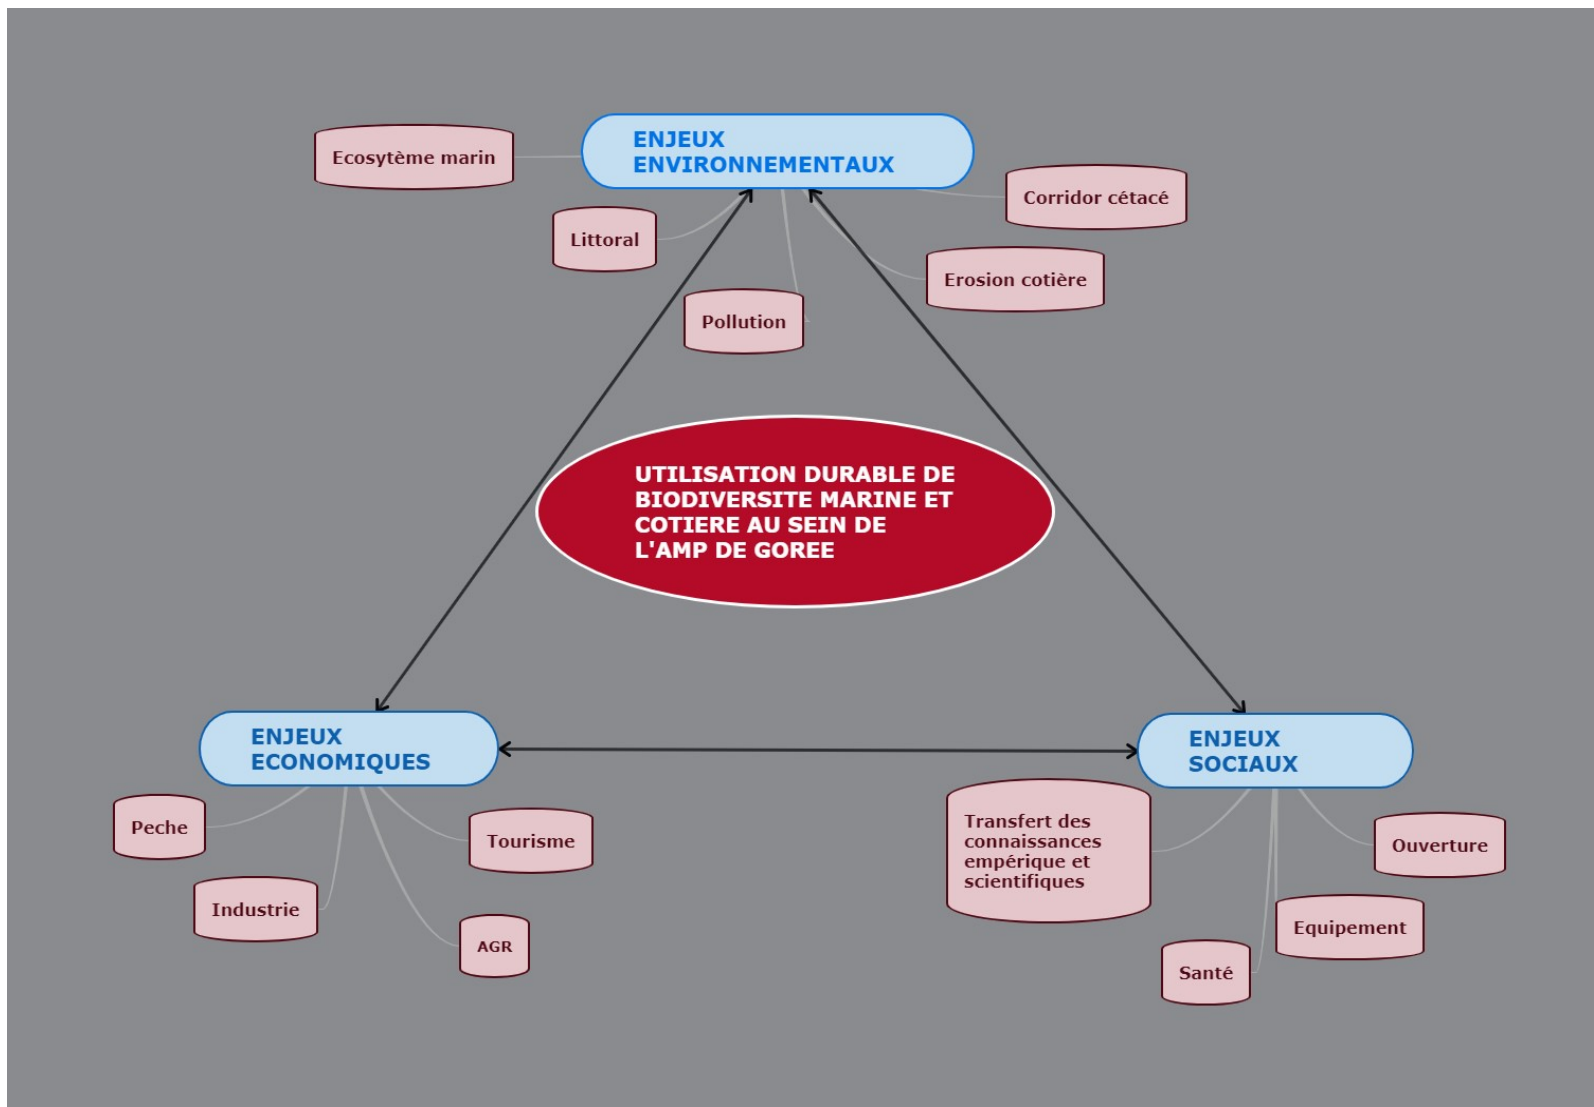 ENJEUX
ENVIRONNEMENTAUX
Ecosytème marin
Corridor cétacé
Littoral
Erosion cotière
Pollution
UTILISATION DURABLE DE
BIODIVERSITE MARINE ET
COTIERE AU SEIN DE
L'AMP DE GOREE
ENJEUX
ECONOMIQUES
Peche
Tourisme
Industrie
AGR
ENJEUX
SOCIAUX
Transfert des
connaissances
empérique et
scientifiques
Ouverture
Equipement
Santé